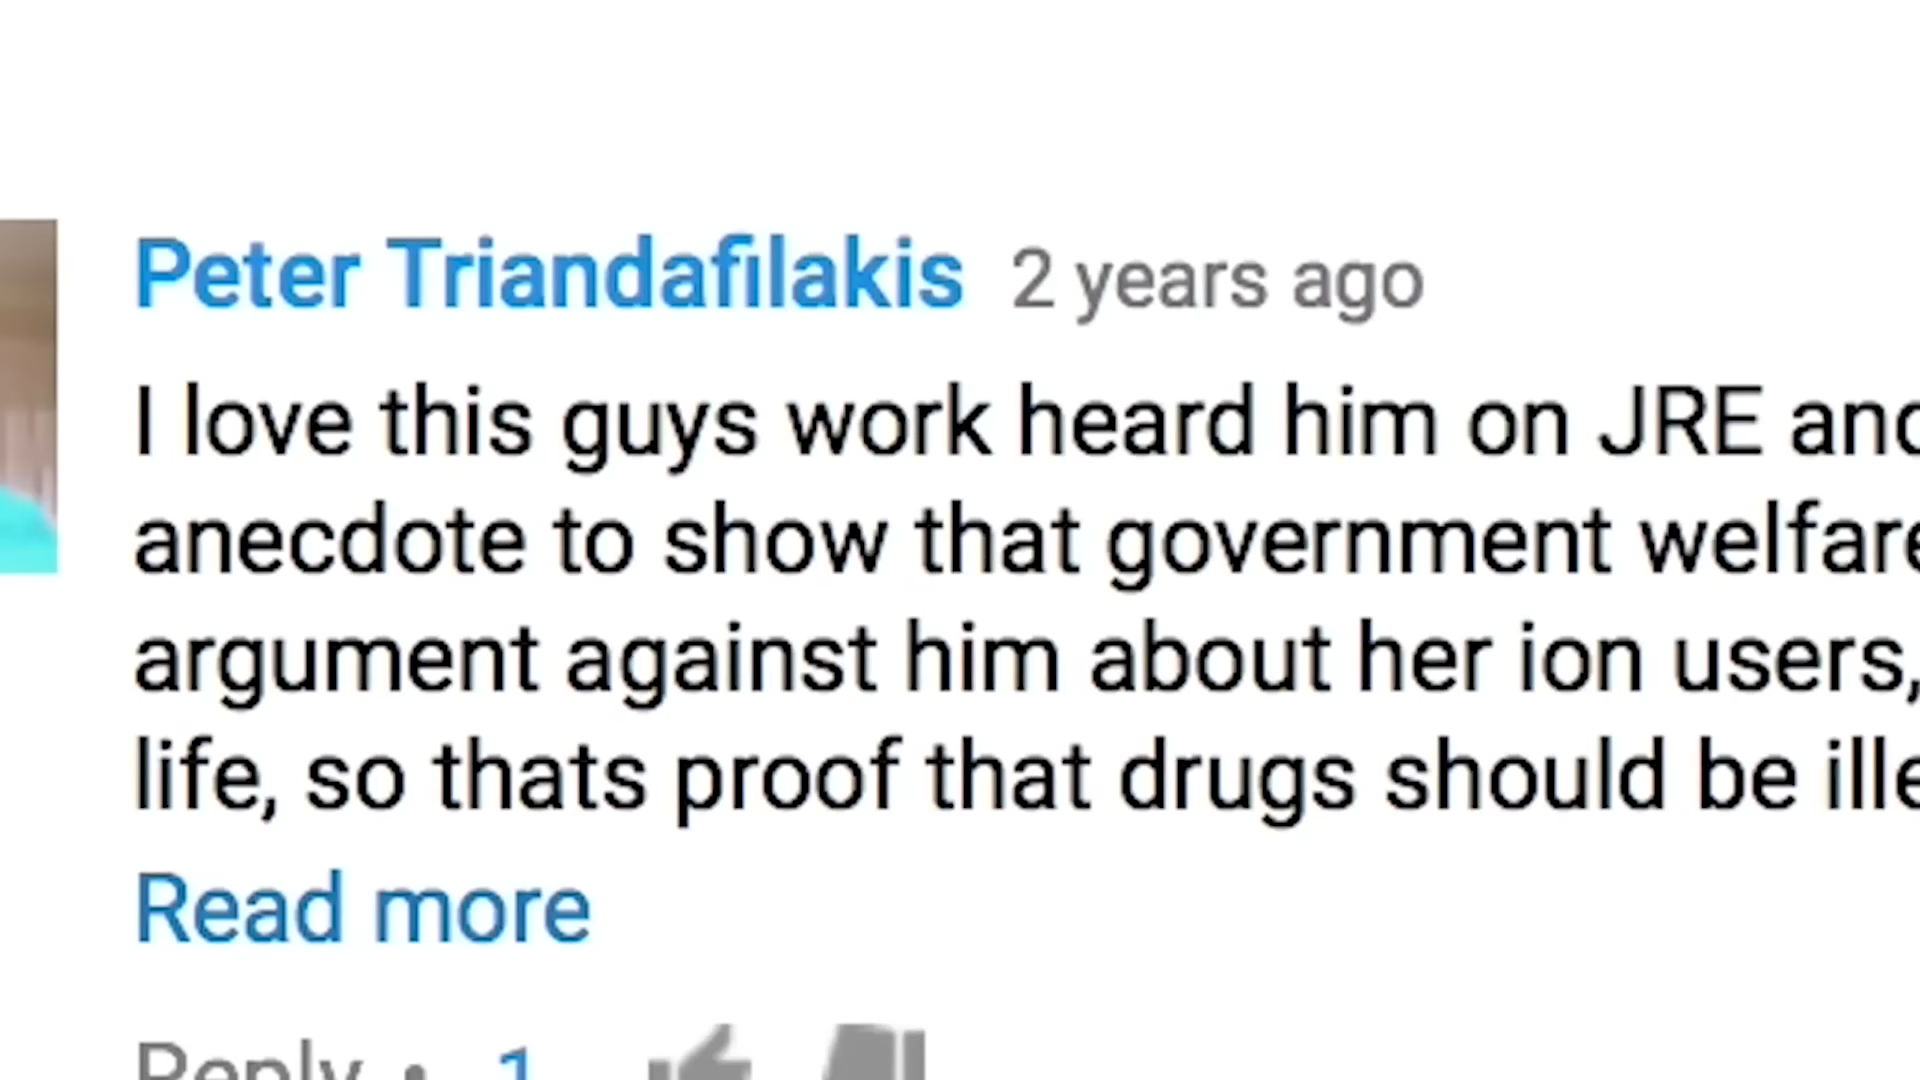 Peter Triandafilakis 2 years ago
I love this guys work heard him on JRE and
anecdote to show that government welfare
argument against him about her ion users,
life, so thats proof that drugs should be ille
Read more
Reply • 1